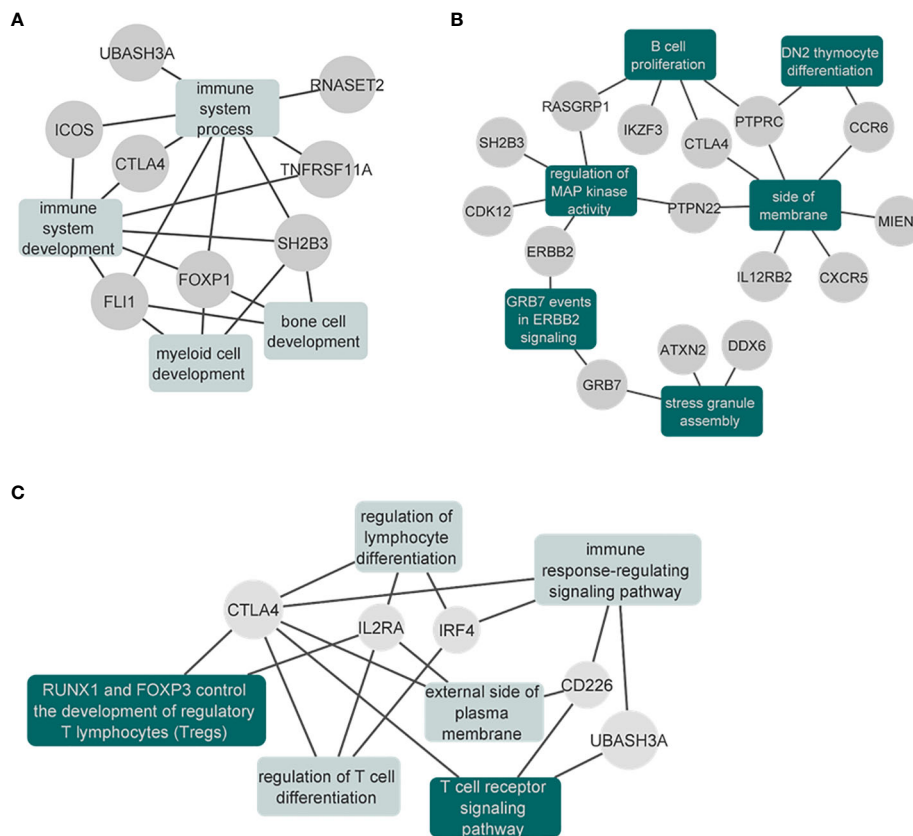 A
UBASH3A
immune
system
process
RNASET2
ICOS
CTLA4
TNFRSF11A
immune
system
development
SH2B3
FOXP1
FLI1
bone cell
development
myeloid cell
development
B
B cell
proliferation
DN2 thymocyte
differentiation
RASGRP1
IKZF3
CTLA4
PTPRC
CCR6
SH2B3
regulation of
MAP kinase
activity
side of
membrane
CDK12
PTPN22
MIEN
ERBB2
IL12RB2
CXCR5
GRB7 events
in ERBB2
signaling
ATXN2
DDX6
GRB7
stress granule
assembly
C
regulation of
lymphocyte
differentiation
immune
response-regulating
signaling pathway
CTLA4
IL2RA
IRF4
RUNX1 and FOXP3 control
the development of regulatory
T lymphocytes (Tregs)
external side of
plasma
membrane
CD226
UBASH3A
regulation of T cell
differentiation
T cell receptor
signaling
pathway